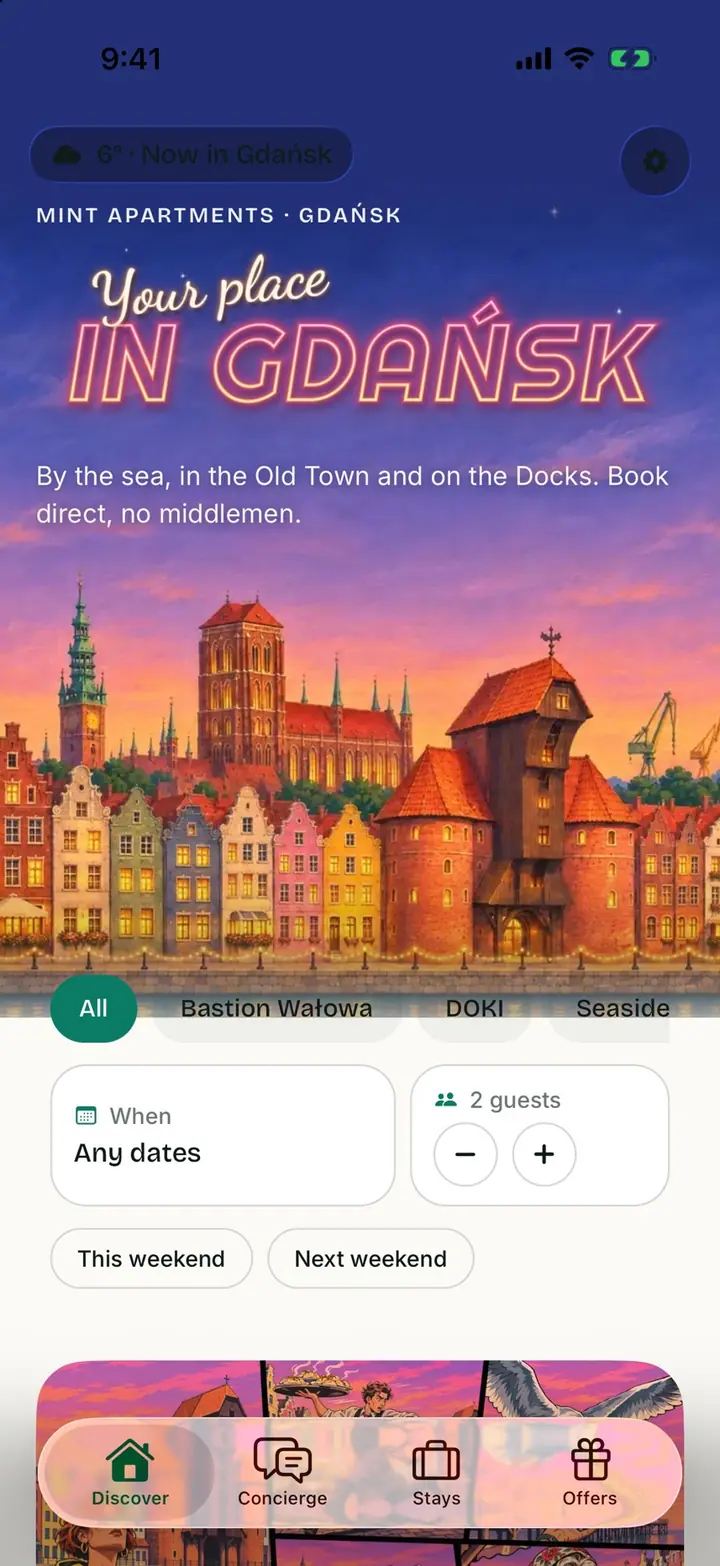 9:41
6° · Now in Gdańsk
MINT APARTMENTS · GDAŃSK
Your place
IN GDAŃSK
By the sea, in the Old Town and on the Docks. Book
direct, no middlemen.
All
Bastion Wałowa
DOKI
Seaside
When
Any dates
2 guests
This weekend
Next weekend
Discover
Concierge
Stays
Offers